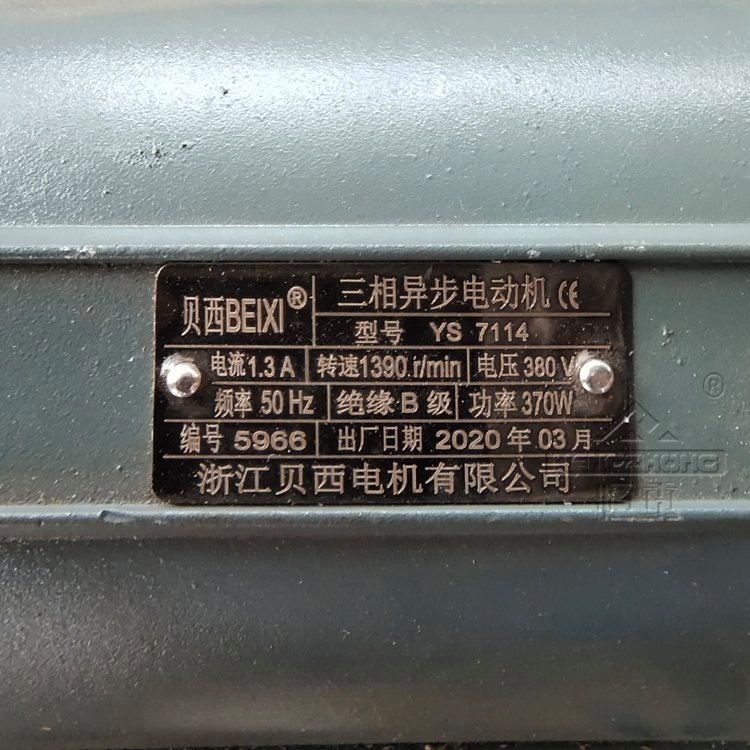 贝西BEIXI® 三相异步电动机 CE
型号 YS 7114
电流1.3A 转速1390.r/min 电压 380 V
频率 50 Hz 绝缘 B 级 功率 370W
编号 5966 出厂日期 2020 年 03 月
浙江贝西电机有限公司
®